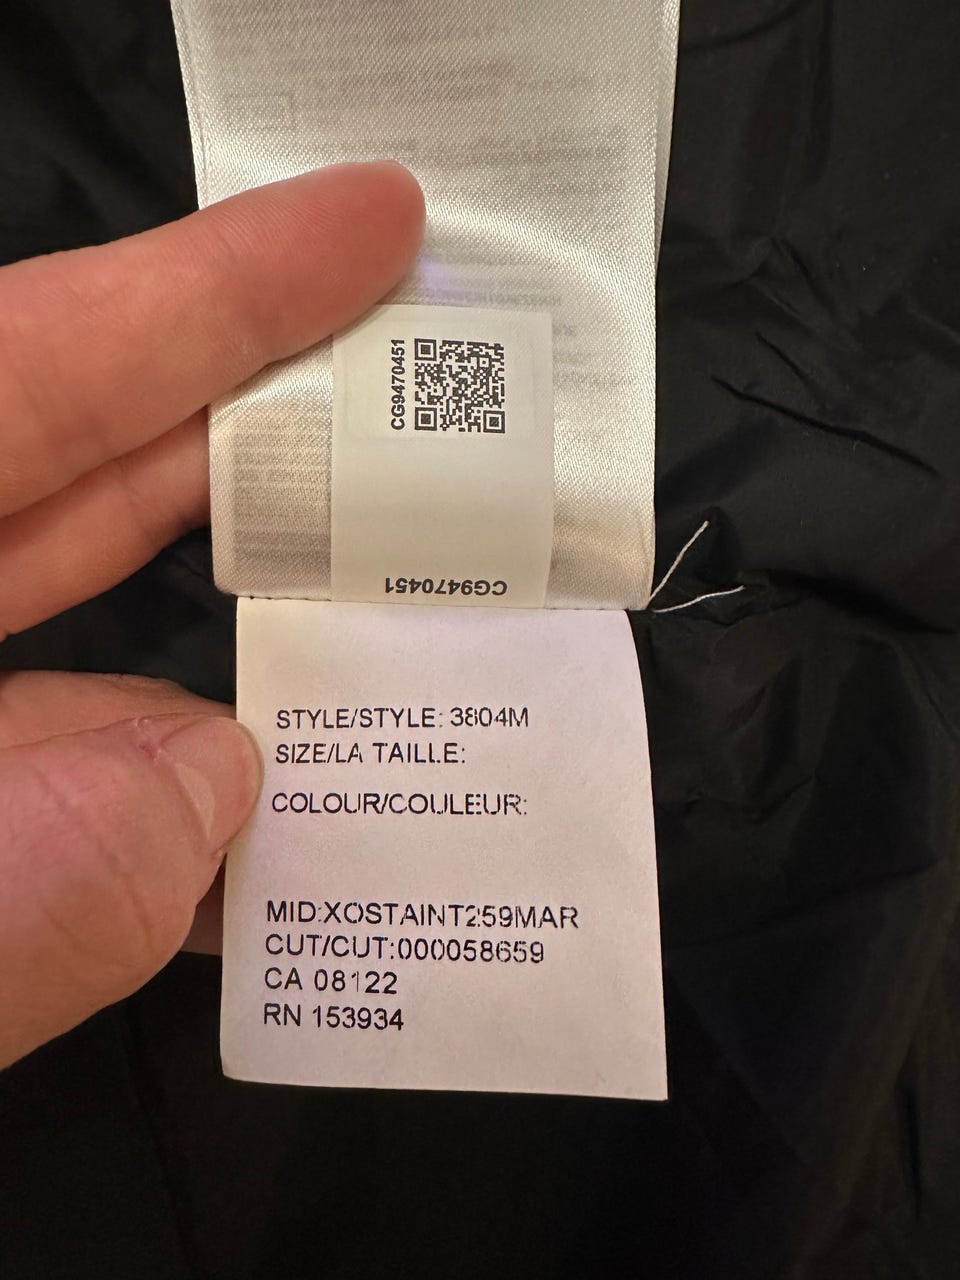 CG9470451
CG9470451
STYLE/STYLE: 3804M
SIZE/LA TAILLE:
COLOUR/COULEUR:
MID:XOSTAINT259MAR
CUT/CUT:000058659
CA 08122
RN 153934